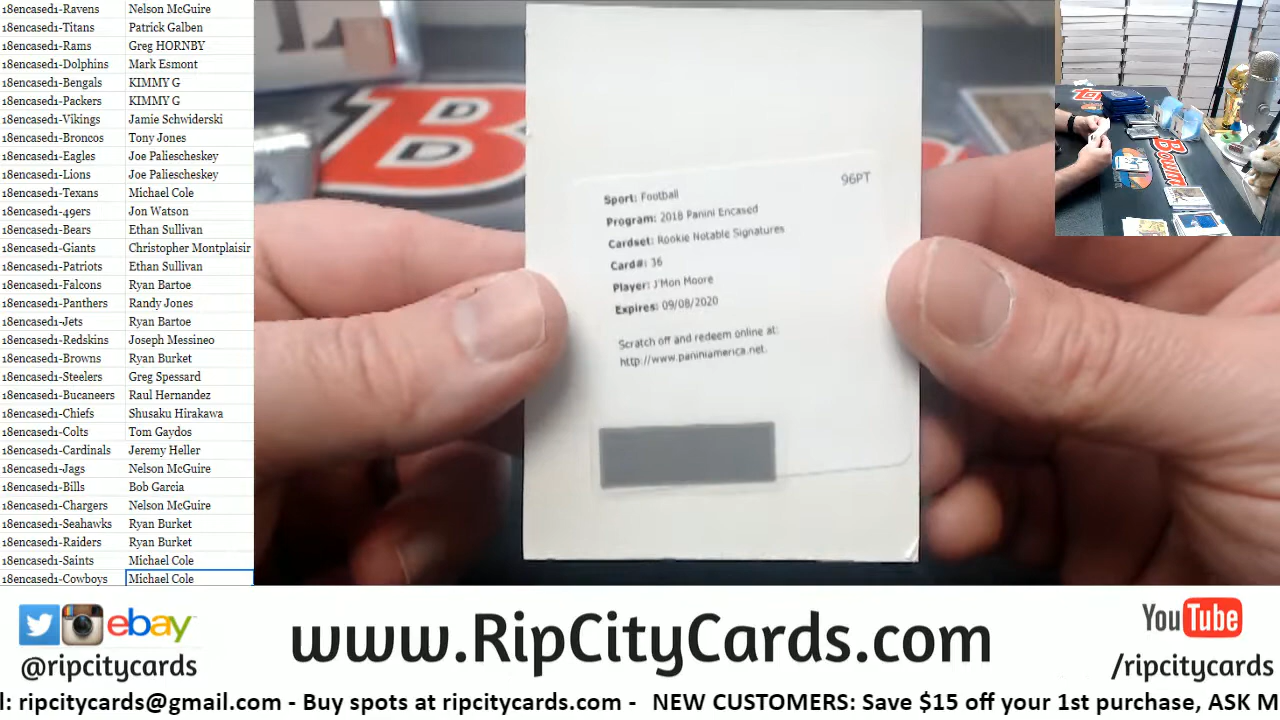 18encased1-Ravens Nelson McGuire
18encased1-Titans Patrick Galben
18encased1-Rams Greg HORNBY
18encased1-Dolphins Mark Esmont
18encased1-Bengals KIMMY G
18encased1-Packers KIMMY G
18encased1-Vikings Jamie Schwiderski
18encased1-Broncos Tony Jones
18encased1-Eagles Joe Paliescheskey
18encased1-Lions Joe Paliescheskey
18encased1-Texans Michael Cole
18encased1-49ers Jon Watson
18encased1-Bears Ethan Sullivan
18encased1-Giants Christopher Montplaisir
18encased1-Patriots Ethan Sullivan
18encased1-Falcons Ryan Bartoe
18encased1-Panthers Randy Jones
18encased1-Jets Ryan Bartoe
18encased1-Redskins Joseph Messineo
18encased1-Browns Ryan Burket
18encased1-Steelers Greg Spessard
18encased1-Bucaneers Raul Hernandez
18encased1-Chiefs Shusaku Hirakawa
18encased1-Colts Tom Gaydos
18encased1-Cardinals Jeremy Heller
18encased1-Jags Nelson McGuire
18encased1-Bills Bob Garcia
18encased1-Chargers Nelson McGuire
18encased1-Seahawks Ryan Burket
18encased1-Raiders Ryan Burket
18encased1-Saints Michael Cole
18encased1-Cowboys Michael Cole
96PT
Sport: Football
Program: 2018 Panini Encased
Cardset: Rookie Notable Signatures
Card#: 36
Player: J'Mon Moore
Expires: 09/08/2020
Scratch off and redeem online at:
http://www.paniniamerica.net.
ebay
@ripcitycards
www.RipCityCards.com
YouTube
/ripcitycards
l: ripcitycards@gmail.com - Buy spots at ripcitycards.com - NEW CUSTOMERS: Save $15 off your 1st purchase, ASK M